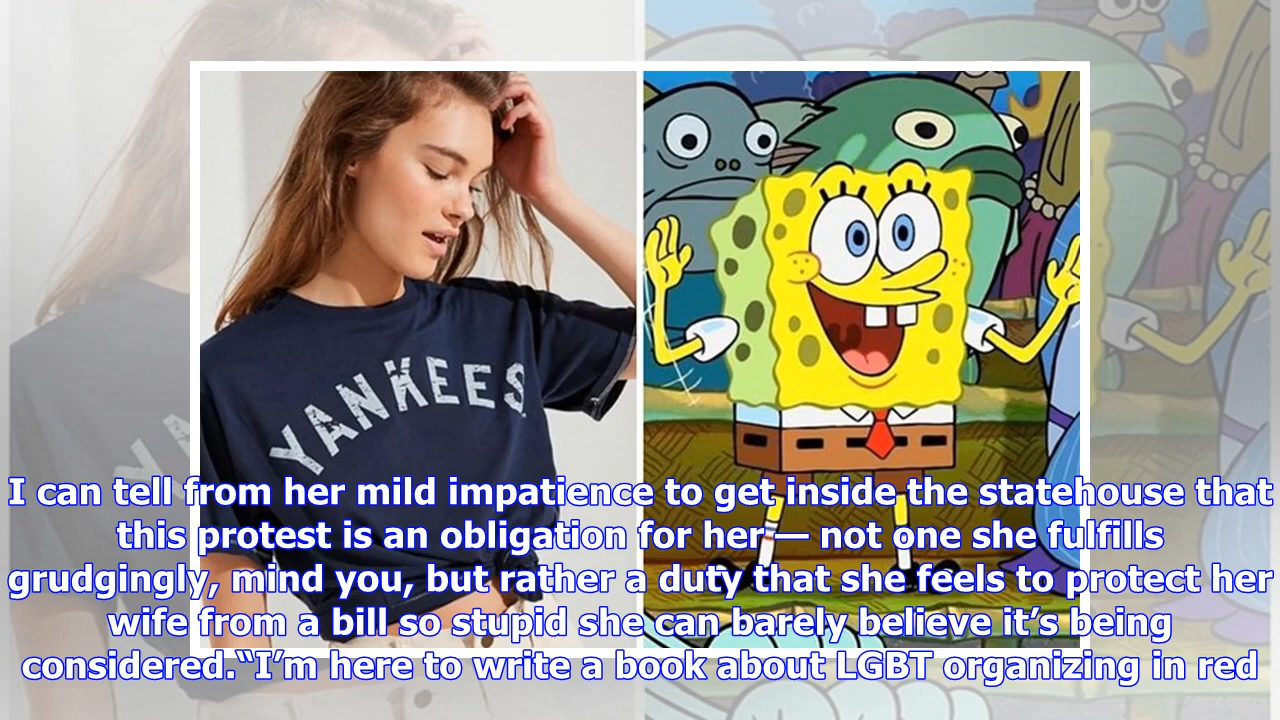 YANKEES
I can tell from her mild impatience to get inside the statehouse that
this protest is an obligation for her — not one she fulfills
grudgingly, mind you, but rather a duty that she feels to protect her
wife from a bill so stupid she can barely believe it’s being
considered.“I’m here to write a book about LGBT organizing in red